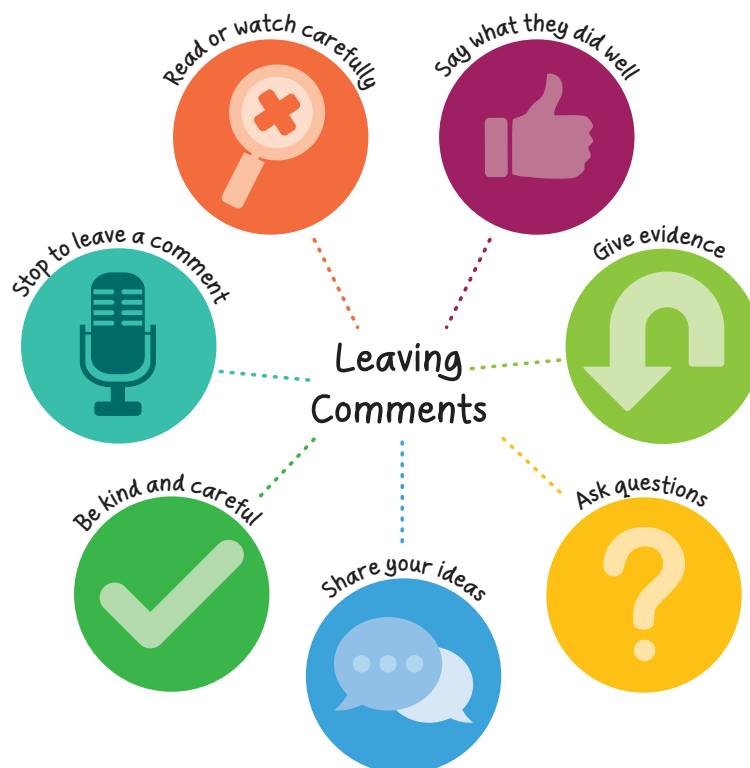 Read or watch carefully
Say what they did well
Stop to leave a comment
Give evidence
Leaving
Comments
Be kind and careful
Ask questions
Share your ideas